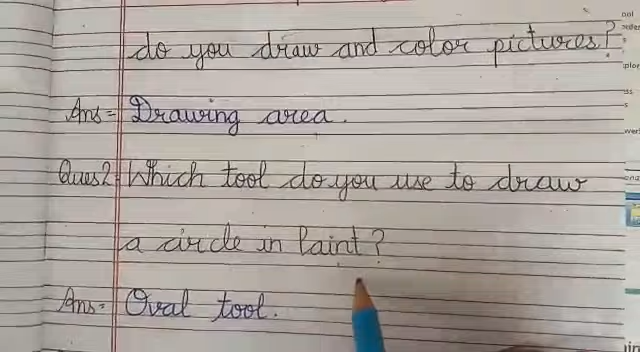 do you draw and color pictures?
Ans= Drawing area.
Ques2 Which tool do you use to draw
a circle in Paint?
Ans= Oval tool.